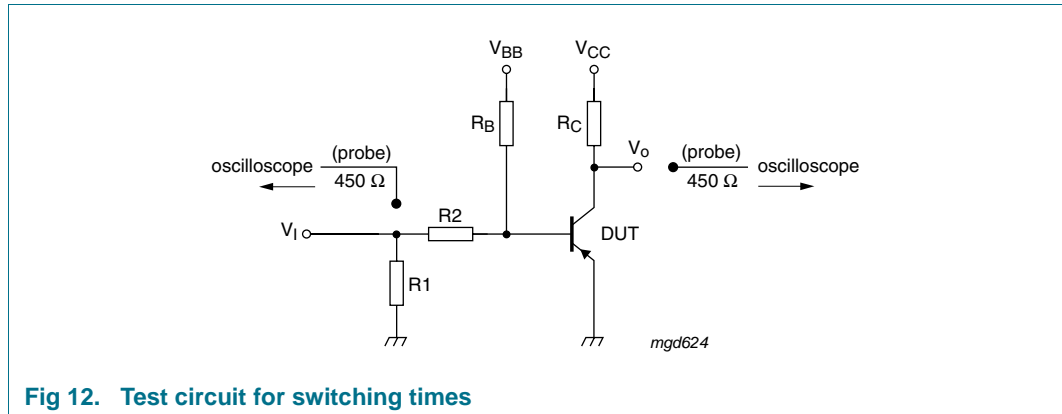 V_BB
V_CC
R_B
R_C
V_o
(probe)
450 Ω
oscilloscope
oscilloscope
(probe)
450 Ω
V_I
R2
R1
DUT
mgd624
Fig 12. Test circuit for switching times